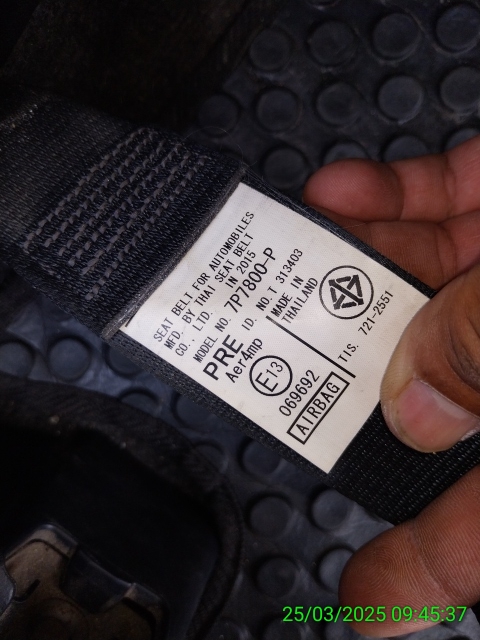 SEAT BELT FOR AUTOMOBILES
MFD. BY THAI SEAT BELT
CO., LTD. IN 2015
MODEL NO. 7P7800-P
PRE ID. NO. T 313403
Aer4mp
E13
069692
AIRBAG
MADE IN
THAILAND
TIS. 721-2551
25/03/2025 09:45:37